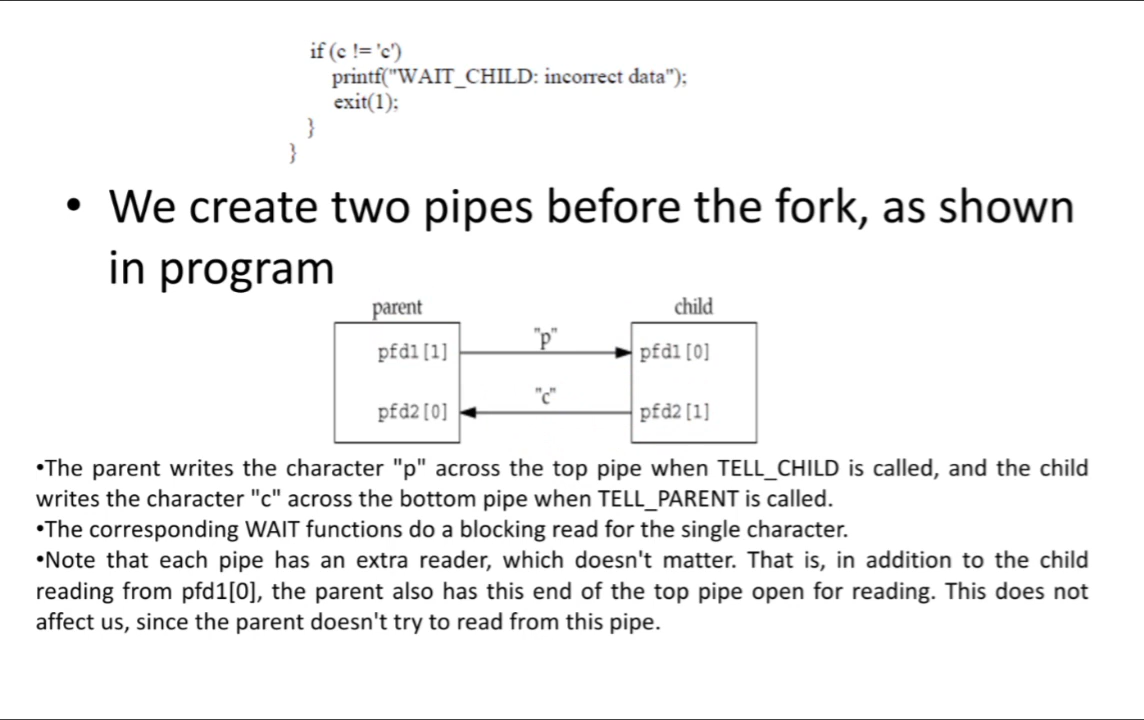 if (c != 'c')
printf("WAIT_CHILD: incorrect data");
exit(1);
}
}
• We create two pipes before the fork, as shown
in program
parent child
pfd1[1] "p" pfd1[0]
pfd2[0] "c" pfd2[1]
•The parent writes the character "p" across the top pipe when TELL_CHILD is called, and the child
writes the character "c" across the bottom pipe when TELL_PARENT is called.
•The corresponding WAIT functions do a blocking read for the single character.
•Note that each pipe has an extra reader, which doesn't matter. That is, in addition to the child
reading from pfd1[0], the parent also has this end of the top pipe open for reading. This does not
affect us, since the parent doesn't try to read from this pipe.